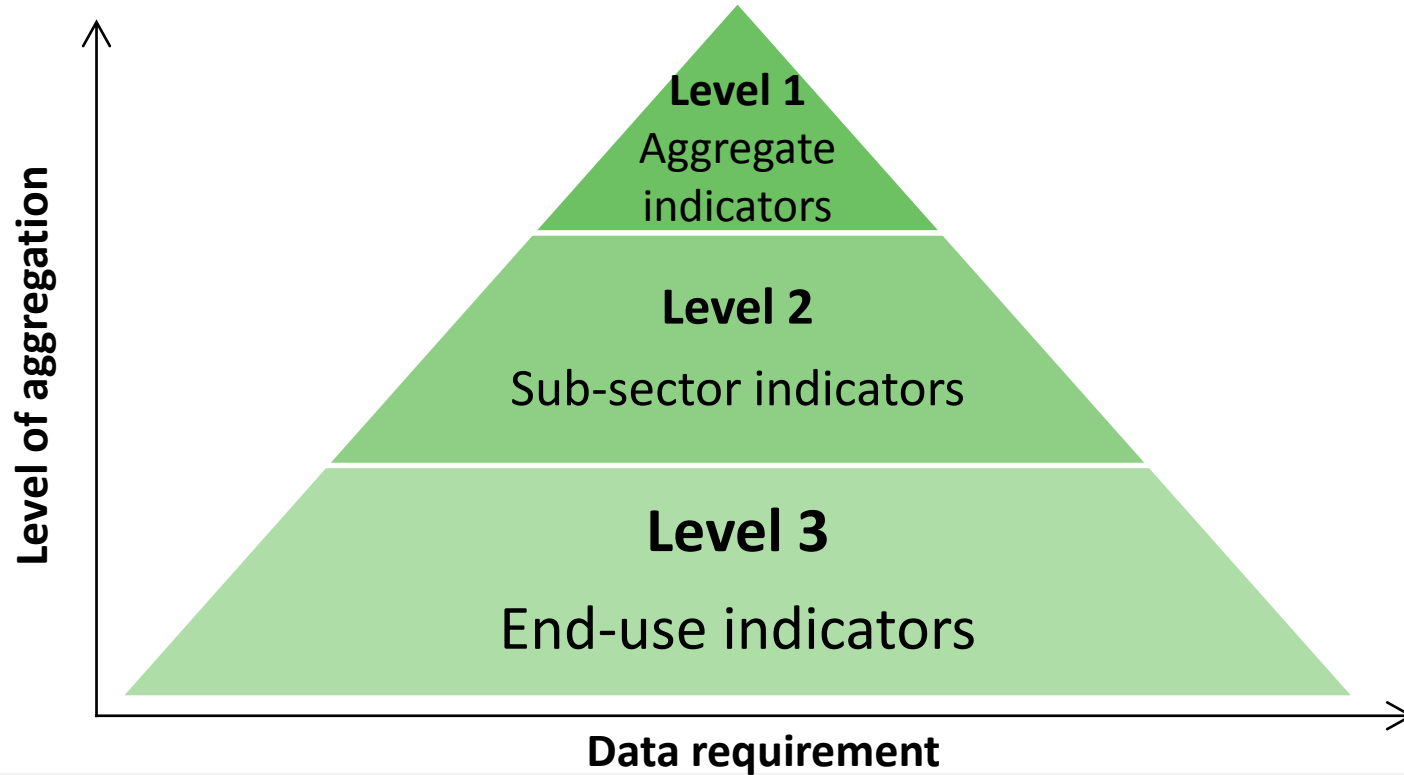 Level of aggregation
Level 1
Aggregate
indicators
Level 2
Sub-sector indicators
Level 3
End-use indicators
Data requirement